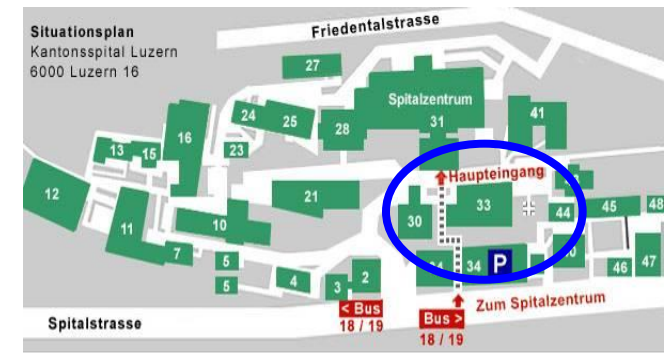 Situationsplan
Kantonsspital Luzern
6000 Luzern 16
Friedentalstrasse
27
Spitalzentrum
31
41
24
25
28
16
13
15
23
Haupteingang
12
21
30
33
44
45
48
11
10
7
5
5
4
3
2
34
P
46
47
< Bus
18 / 19
Bus >
18 / 19
Zum Spitalzentrum
Spitalstrasse